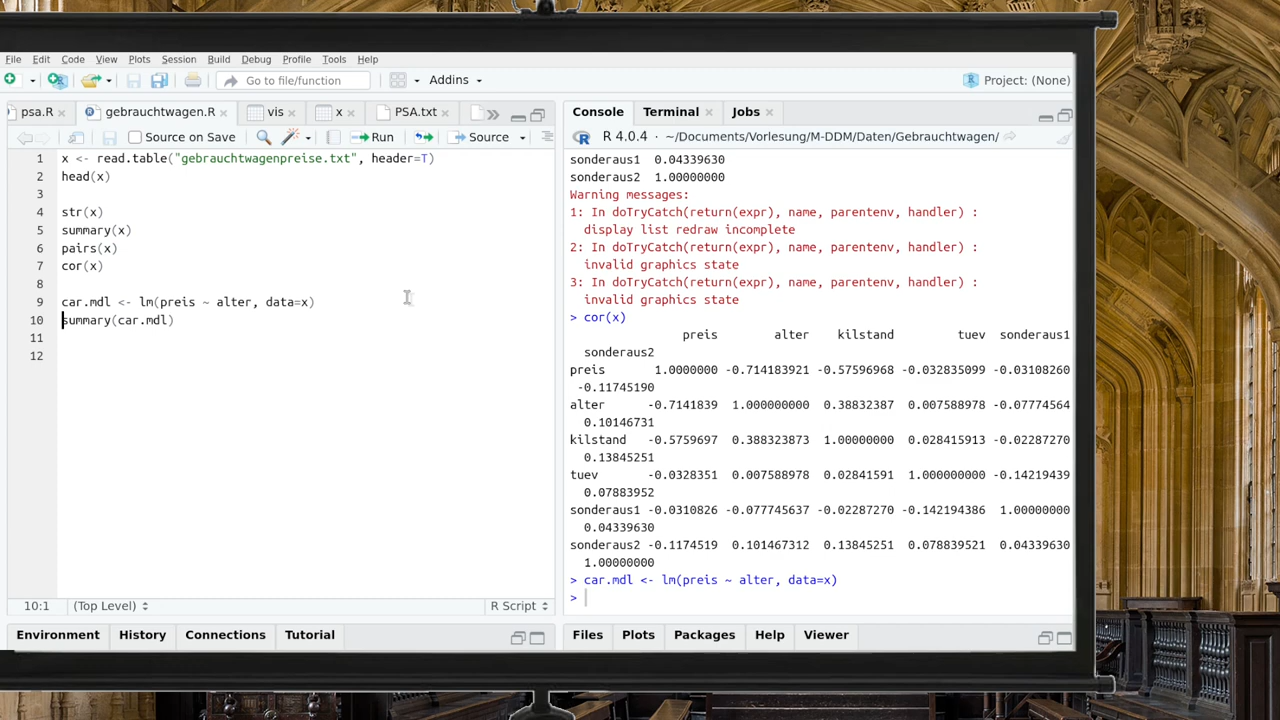 File Edit Code View Plots Session Build Debug Profile Tools Help
Go to file/function Addins Project: (None)
psa.R gebrauchtwagen.R vis x PSA.txt
Source on Save Run Source
1 x <- read.table("gebrauchtwagenpreise.txt", header=T)
2 head(x)
3
4 str(x)
5 summary(x)
6 pairs(x)
7 cor(x)
8
9 car.mdl <- lm(preis ~ alter, data=x)
10 summary(car.mdl)
11
12
10:1 (Top Level) R Script
Environment History Connections Tutorial
Console Terminal Jobs
R 4.0.4 · ~/Documents/Vorlesung/M-DDM/Daten/Gebrauchtwagen/
sonderaus1 0.04339630
sonderaus2 1.00000000
Warning messages:
1: In doTryCatch(return(expr), name, parentenv, handler) :
display list redraw incomplete
2: In doTryCatch(return(expr), name, parentenv, handler) :
invalid graphics state
3: In doTryCatch(return(expr), name, parentenv, handler) :
invalid graphics state
> cor(x)
preis alter kilstand tuev sonderaus1
sonderaus2
preis 1.0000000 -0.714183921 -0.57596968 -0.032835099 -0.03108260
-0.11745190
alter -0.7141839 1.000000000 0.38832387 0.007588978 -0.07774564
0.10146731
kilstand -0.5759697 0.388323873 1.00000000 0.028415913 -0.02287270
0.13845251
tuev -0.0328351 0.007588978 0.02841591 1.000000000 -0.14219439
0.07883952
sonderaus1 -0.0310826 -0.077745637 -0.02287270 -0.142194386 1.00000000
0.04339630
sonderaus2 -0.1174519 0.101467312 0.13845251 0.078839521 0.04339630
1.00000000
> car.mdl <- lm(preis ~ alter, data=x)
>
Files Plots Packages Help Viewer